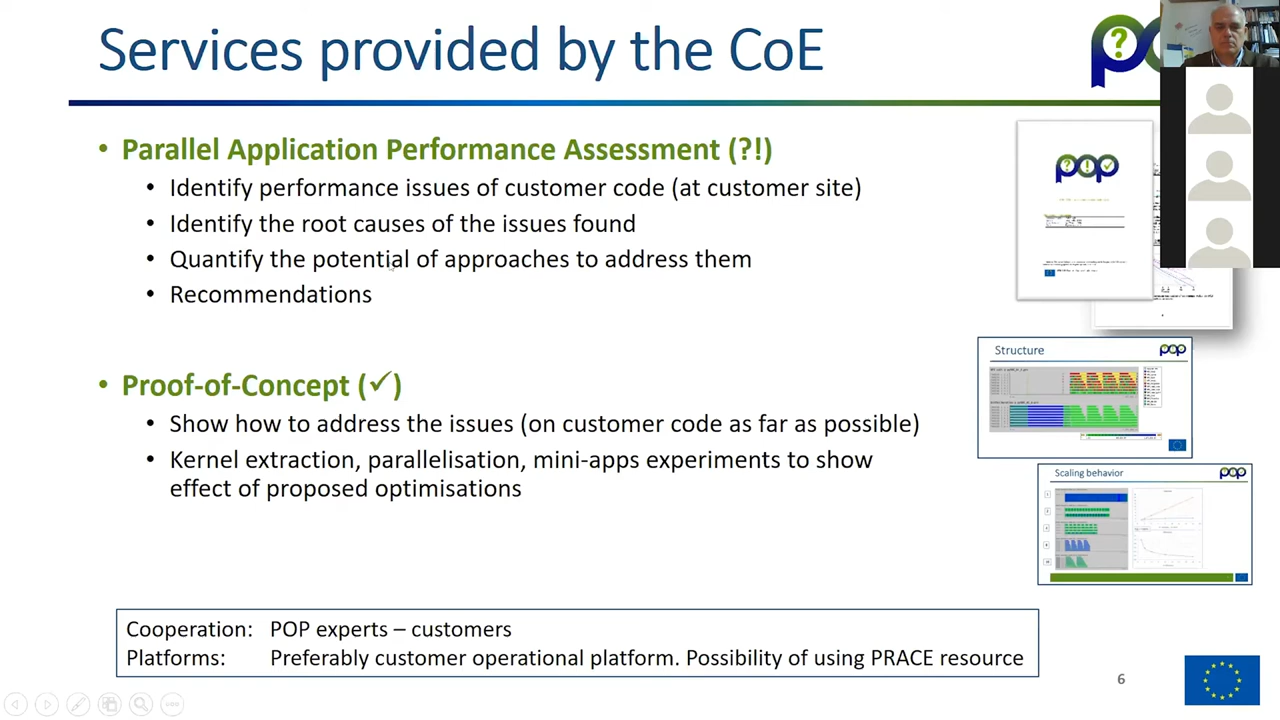 Services provided by the CoE
• Parallel Application Performance Assessment (?!)
• Identify performance issues of customer code (at customer site)
• Identify the root causes of the issues found
• Quantify the potential of approaches to address them
• Recommendations
• Proof-of-Concept (✓)
• Show how to address the issues (on customer code as far as possible)
• Kernel extraction, parallelisation, mini-apps experiments to show
effect of proposed optimisations
pop
Structure
pop
Scaling behavior
pop
Cooperation: POP experts – customers
Platforms: Preferably customer operational platform. Possibility of using PRACE resource
6